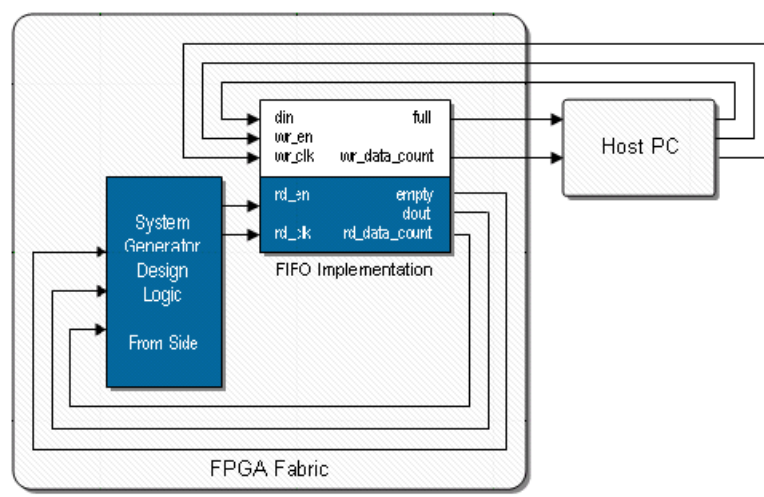 din full
wr_en
wr_clk wr_data_count
Host PC
rd_en empty
dout
rd_clk rd_data_count
System
Generator
Design
Logic
From Side
FIFO Implementation
FPGA Fabric